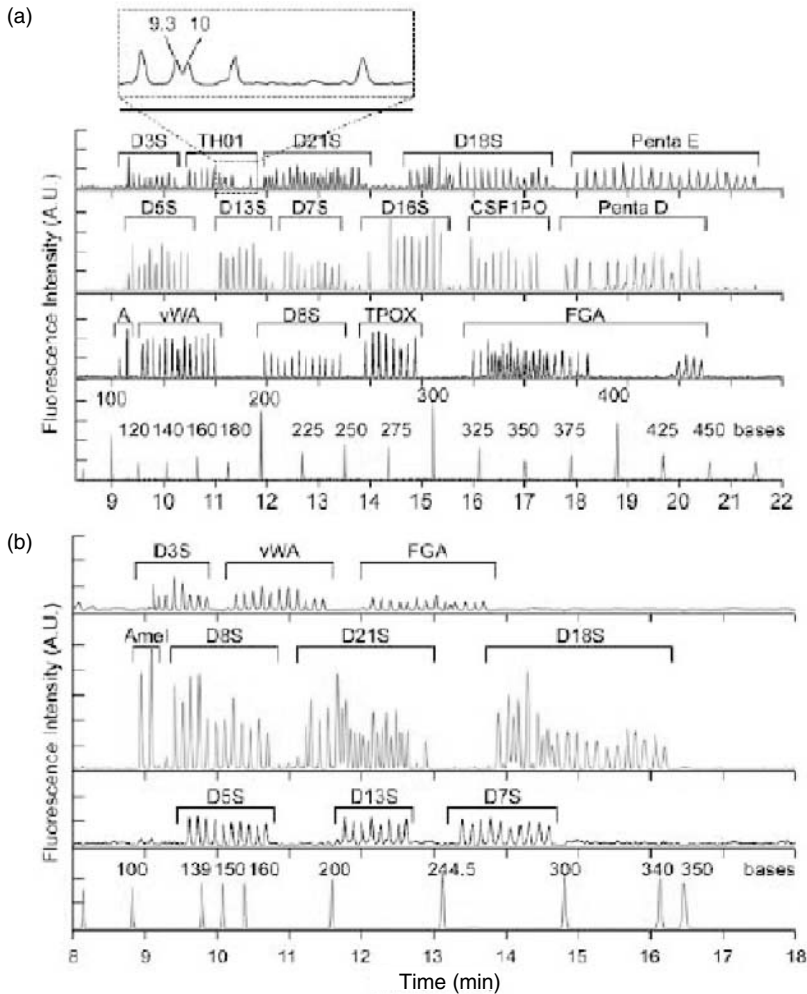 (a)
9.3 10
D3S TH01 D21S D18S Penta E
D5S D13S D7S D16S CSF1PO Penta D
A vWA D8S TPOX FGA
100 200 300 400
120 140 160 180 225 250 275 325 350 375 425 450 bases
9 10 11 12 13 14 15 16 17 18 19 20 21 22
Fluorescence Intensity (A.U.)
(b)
D3S vWA FGA
Amel D8S D21S D18S
D5S D13S D7S
100 139 150 160 200 244.5 300 340 350 bases
8 9 10 11 12 13 14 15 16 17 18
Fluorescence Intensity (A.U.)
Time (min)